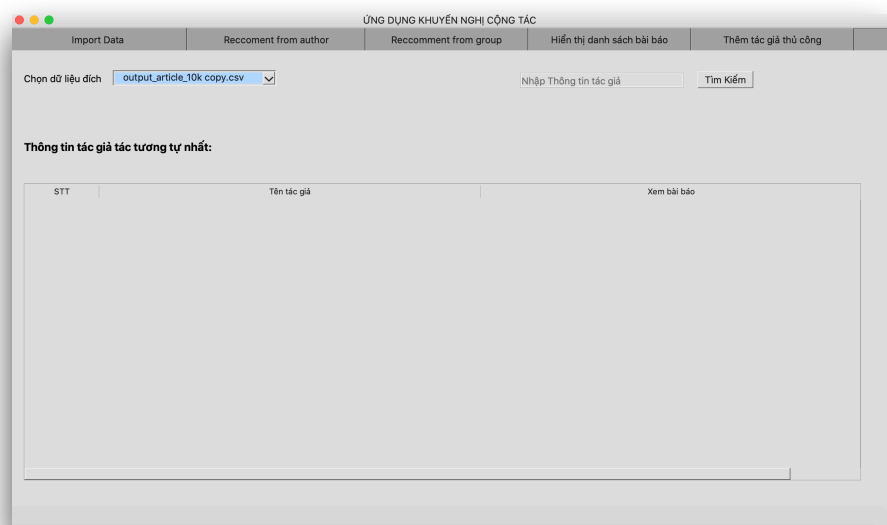 ỨNG DỤNG KHUYẾN NGHỊ CỘNG TÁC
Import Data Reccoment from author Reccomment from group Hiển thị danh sách bài báo Thêm tác giả thủ công
Chọn dữ liệu đích output_article_10k copy.csv Nhập Thông tin tác giả Tìm Kiếm
Thông tin tác giả tác tương tự nhất:
STT Tên tác giả Xem bài báo